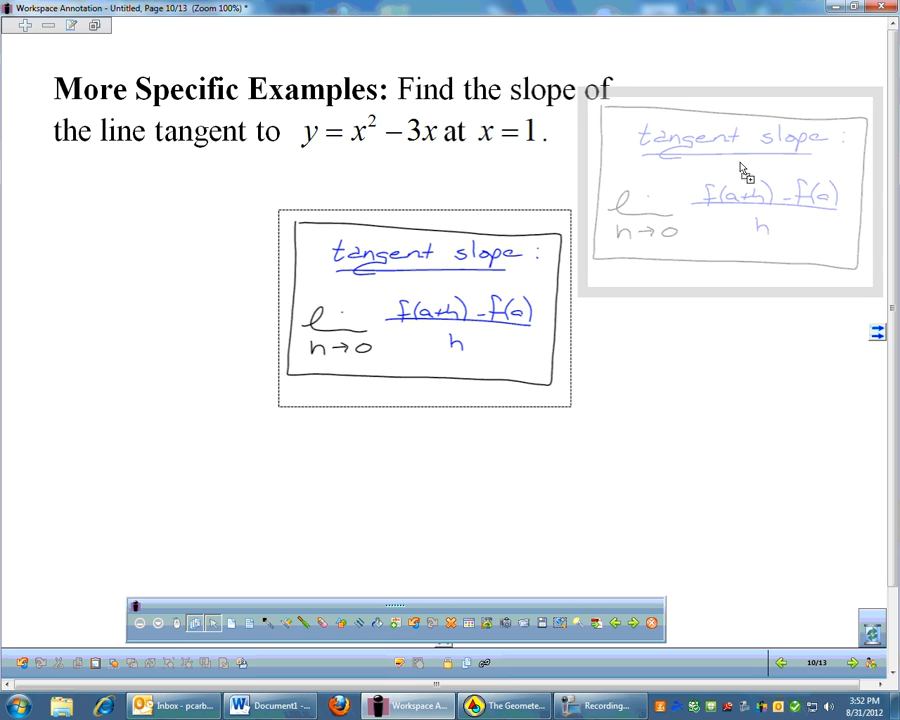 Workspace Annotation - Untitled, Page 10/13 (Zoom 100%) *
More Specific Examples: Find the slope of
the line tangent to y = x² − 3x at x = 1.
tangent slope :
lim f(a+h) - f(a)
h→0 h
tangent slope :
lim f(a+h) - f(a)
h→0 h
10/13
Inbox - pcarb...
Document1 -...
Workspace A...
The Geomete...
Recording...
3:52 PM
8/31/2012